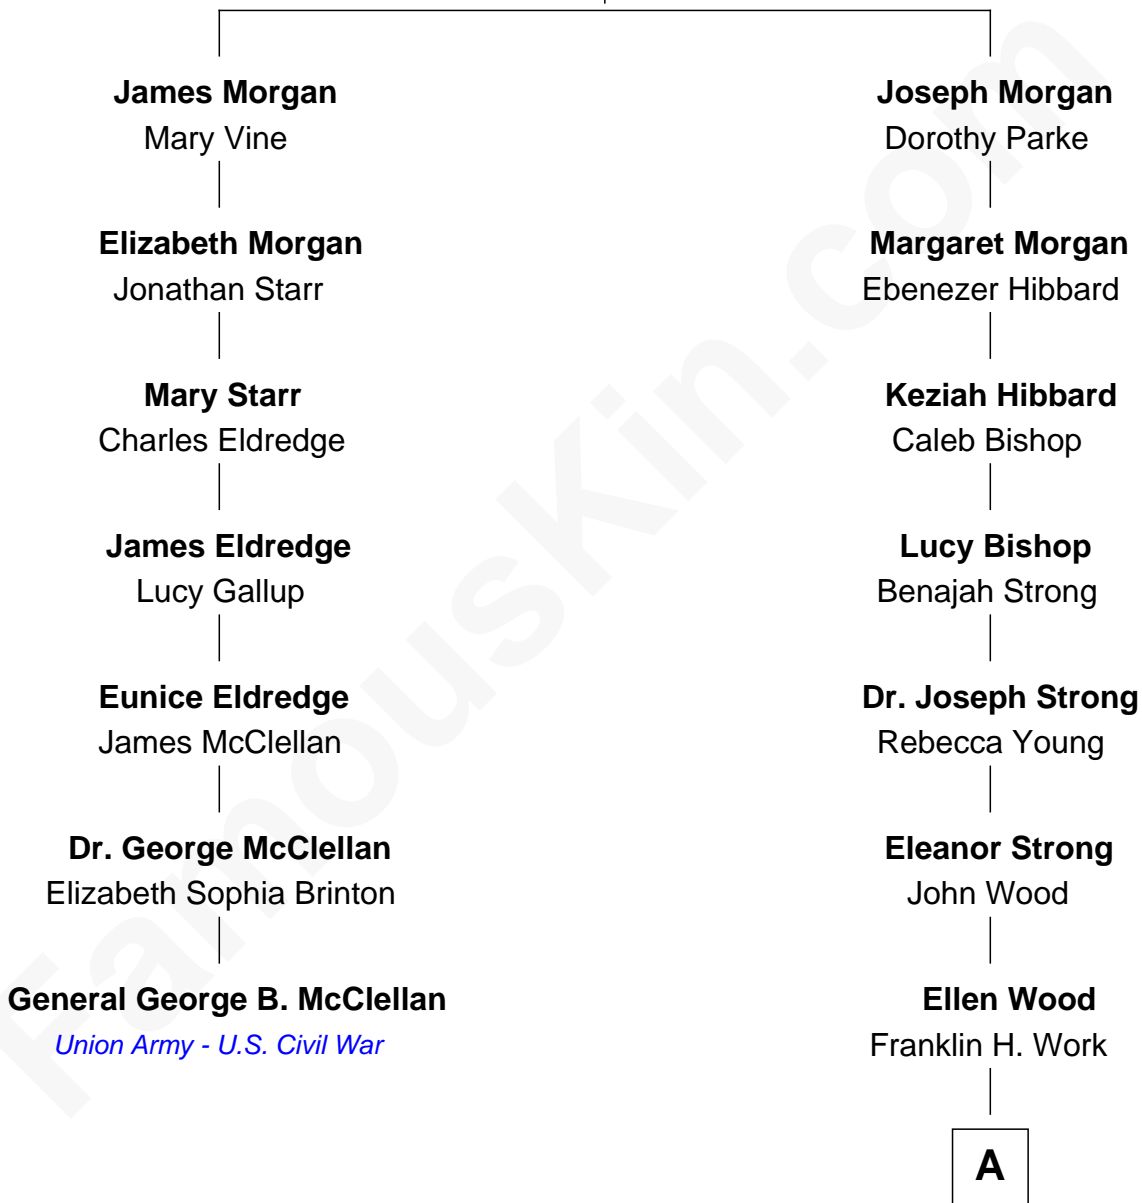 James Morgan
Mary Vine
Elizabeth Morgan
Jonathan Starr
Mary Starr
Charles Eldredge
James Eldredge
Lucy Gallup
Eunice Eldredge
James McClellan
Dr. George McClellan
Elizabeth Sophia Brinton
General George B. McClellan
Union Army - U.S. Civil War
Joseph Morgan
Dorothy Parke
Margaret Morgan
Ebenezer Hibbard
Keziah Hibbard
Caleb Bishop
Lucy Bishop
Benajah Strong
Dr. Joseph Strong
Rebecca Young
Eleanor Strong
John Wood
Ellen Wood
Franklin H. Work
A
FamousKin.com